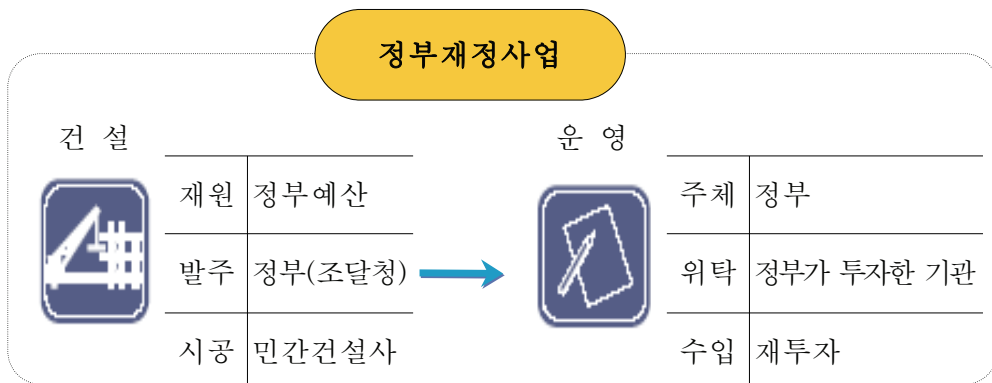 정부재정사업
건 설
재원 정부예산
발주 정부(조달청)
시공 민간건설사
운 영
주체 정부
위탁 정부가 투자한 기관
수입 재투자